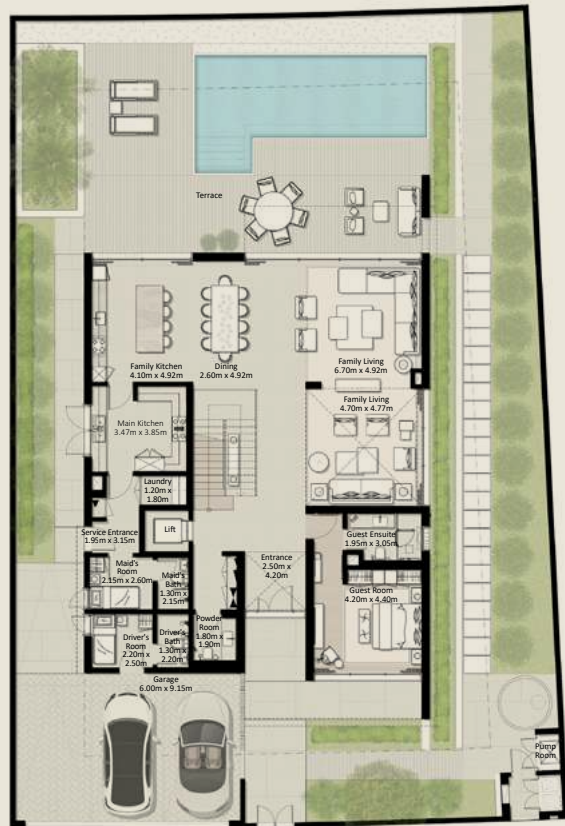 Terrace
Family Kitchen
4.10m x 4.92m
Dining
2.60m x 4.92m
Family Living
6.70m x 4.92m
Family Living
4.70m x 4.77m
Main Kitchen
3.47m x 3.85m
Laundry
1.20m x
1.80m
Lift
Service Entrance
1.95m x 3.15m
Guest Ensuite
1.95m x 3.05m
Entrance
2.50m x
4.20m
Maid's
Room
2.15m x 2.60m
Maid's
Bath
1.30m x
2.15m
Guest Room
4.20m x 4.40m
Powder
Room
1.80m x
1.90m
Driver's
Room
2.20m x
2.50m
Driver's
Bath
1.30m x
2.20m
Garage
6.00m x 9.15m
Pump
Room